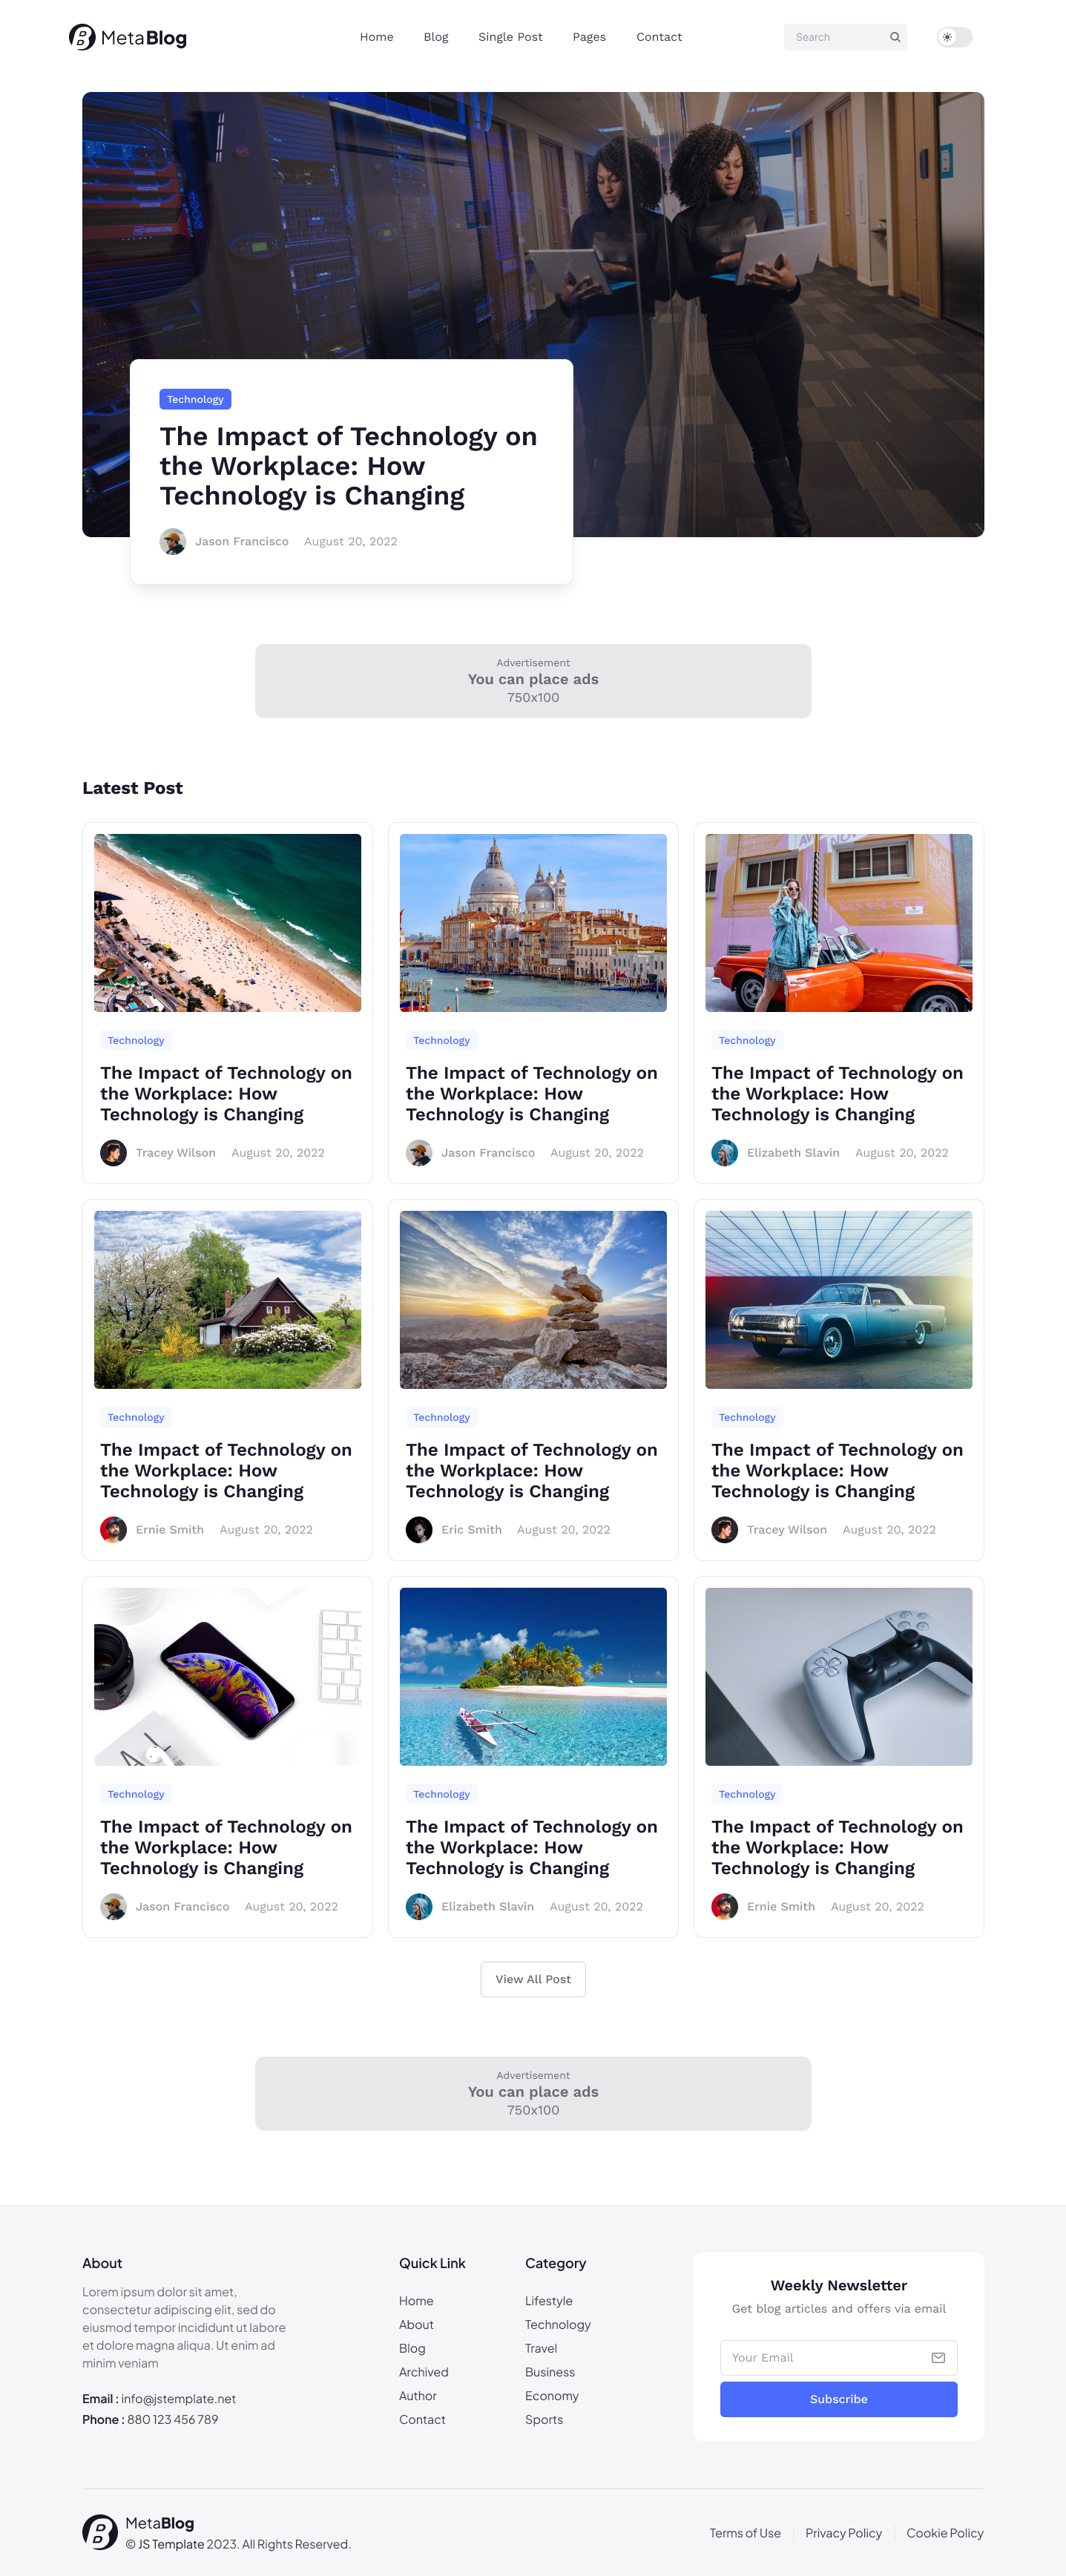 MetaBlog
Home Blog Single Post Pages Contact
Search
Technology
The Impact of Technology on
the Workplace: How
Technology is Changing
Jason Francisco August 20, 2022
Advertisement
You can place ads
750x100
Latest Post
Technology
The Impact of Technology on
the Workplace: How
Technology is Changing
Tracey Wilson August 20, 2022
Technology
The Impact of Technology on
the Workplace: How
Technology is Changing
Jason Francisco August 20, 2022
Technology
The Impact of Technology on
the Workplace: How
Technology is Changing
Elizabeth Slavin August 20, 2022
Technology
The Impact of Technology on
the Workplace: How
Technology is Changing
Ernie Smith August 20, 2022
Technology
The Impact of Technology on
the Workplace: How
Technology is Changing
Eric Smith August 20, 2022
Technology
The Impact of Technology on
the Workplace: How
Technology is Changing
Tracey Wilson August 20, 2022
Technology
The Impact of Technology on
the Workplace: How
Technology is Changing
Jason Francisco August 20, 2022
Technology
The Impact of Technology on
the Workplace: How
Technology is Changing
Elizabeth Slavin August 20, 2022
Technology
The Impact of Technology on
the Workplace: How
Technology is Changing
Ernie Smith August 20, 2022
View All Post
Advertisement
You can place ads
750x100
About
Lorem ipsum dolor sit amet,
consectetur adipiscing elit, sed do
eiusmod tempor incididunt ut labore
et dolore magna aliqua. Ut enim ad
minim veniam
Email : info@jstemplate.net
Phone : 880 123 456 789
Quick Link
Home
About
Blog
Archived
Author
Contact
Category
Lifestyle
Technology
Travel
Business
Economy
Sports
Weekly Newsletter
Get blog articles and offers via email
Your Email
Subscribe
MetaBlog
© JS Template 2023. All Rights Reserved.
Terms of Use Privacy Policy Cookie Policy